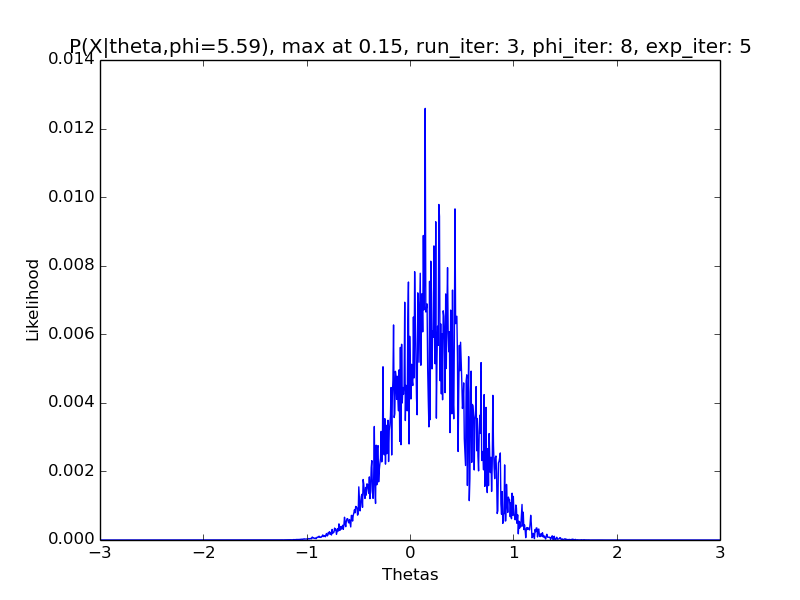 P(X|theta,phi=5.59), max at 0.15, run_iter: 3, phi_iter: 8, exp_iter: 5
0.014
0.012
0.010
0.008
0.006
0.004
0.002
0.000
Likelihood
−3 −2 −1 0 1 2 3
Thetas